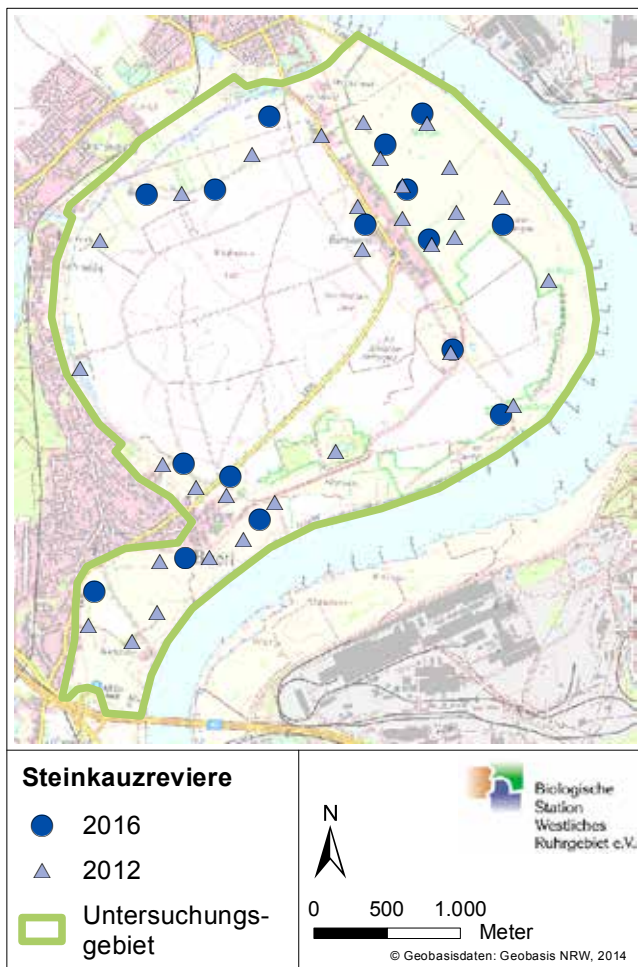 Steinkauzreviere
2016
2012
Untersuchungs-
gebiet
Biologische
Station
Westliches
Ruhrgebiet e.V.
N
0 500 1.000
Meter
© Geobasisdaten: Geobasis NRW, 2014